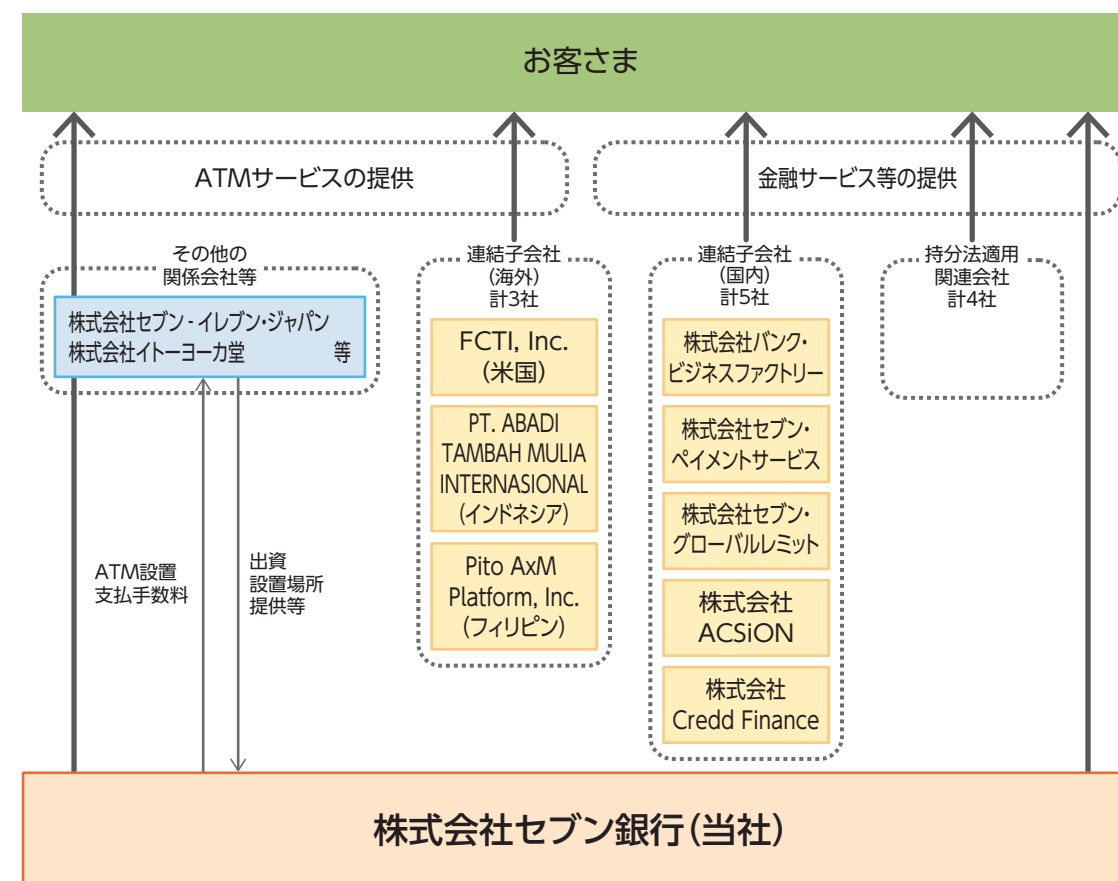 お客さま
ATMサービスの提供
金融サービス等の提供
その他の
関係会社等
株式会社セブン‐イレブン・ジャパン
株式会社イトーヨーカ堂 等
ATM設置
支払手数料
出資
設置場所
提供等
連結子会社
(海外)
計3社
FCTI, Inc.
(米国)
PT. ABADI
TAMBAH MULIA
INTERNASIONAL
(インドネシア)
Pito AxM
Platform, Inc.
(フィリピン)
連結子会社
(国内)
計5社
株式会社バンク・
ビジネスファクトリー
株式会社セブン・
ペイメントサービス
株式会社セブン・
グローバルレミット
株式会社
ACSiON
株式会社
Credd Finance
持分法適用
関連会社
計4社
株式会社セブン銀行(当社)